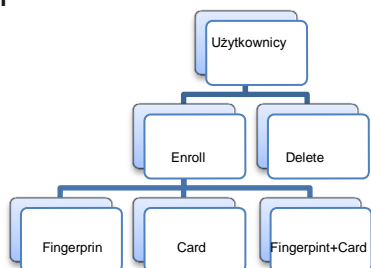 Użytkownicy
Enroll
Delete
Fingerprin
Card
Fingerpint+Card